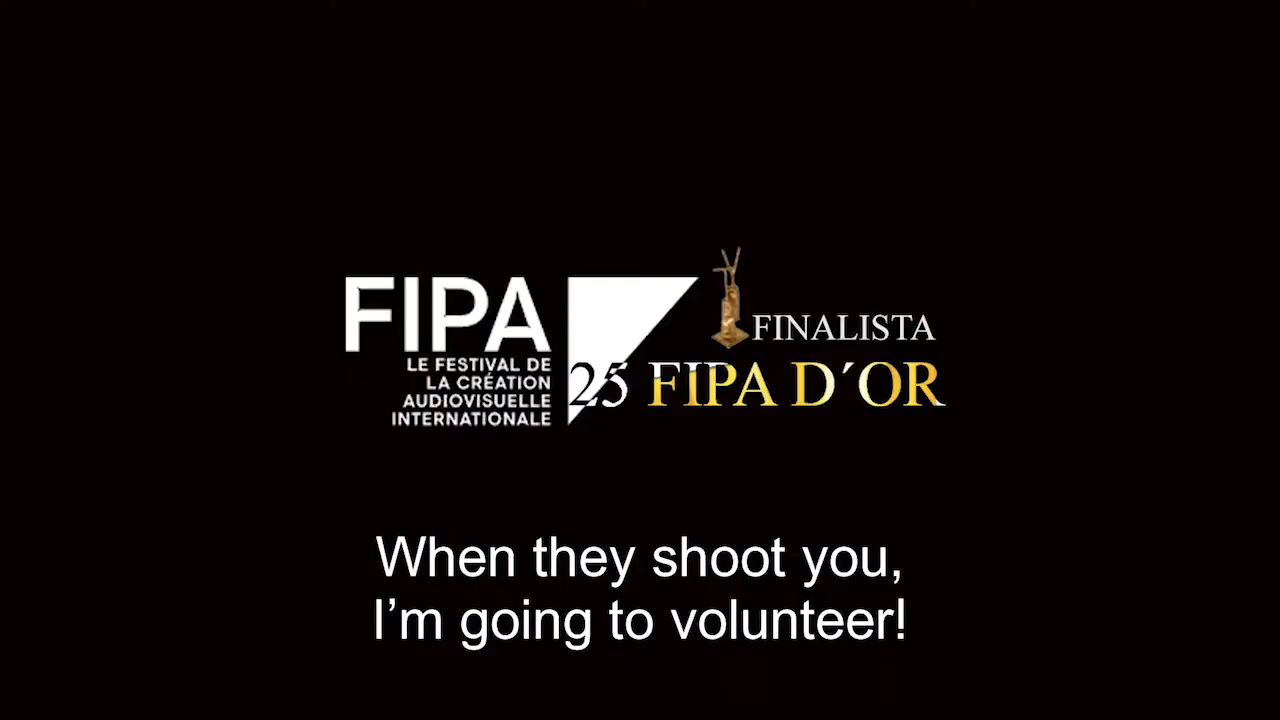 FIPA
LE FESTIVAL DE
LA CRÉATION
AUDIOVISUELLE
INTERNATIONALE
FINALISTA
25 FIPA D´OR
When they shoot you,
I’m going to volunteer!